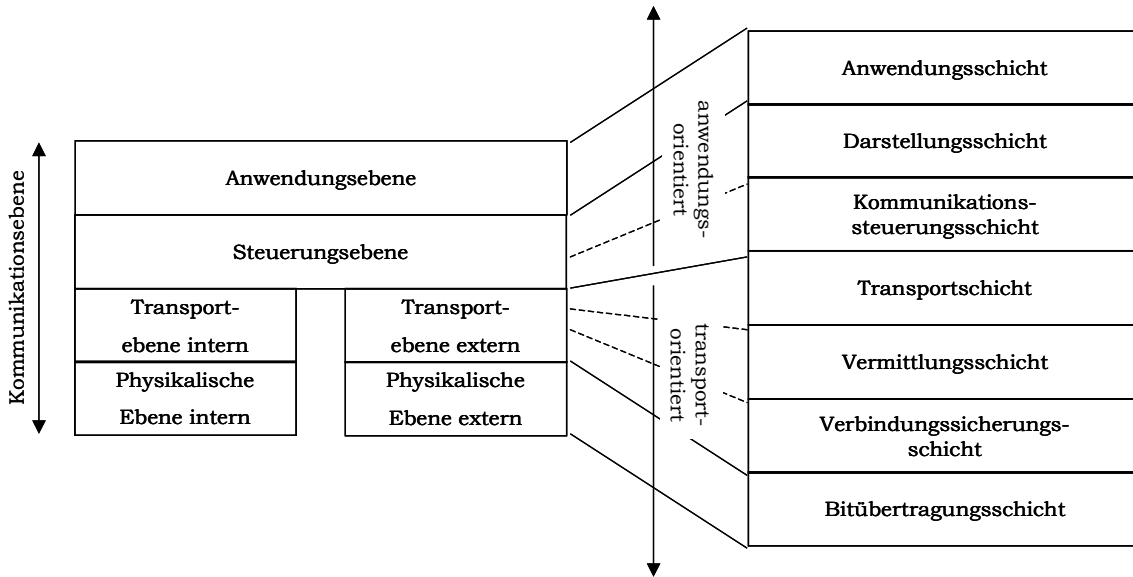 Kommunikationsebene
Anwendungsebene
Steuerungsebene
Transport-
ebene intern
Physikalische
Ebene intern
Transport-
ebene extern
Physikalische
Ebene extern
anwendungs-
orientiert
transport-
orientiert
Anwendungsschicht
Darstellungsschicht
Kommunikations-
steuerungsschicht
Transportschicht
Vermittlungsschicht
Verbindungssicherungs-
schicht
Bitübertragungsschicht